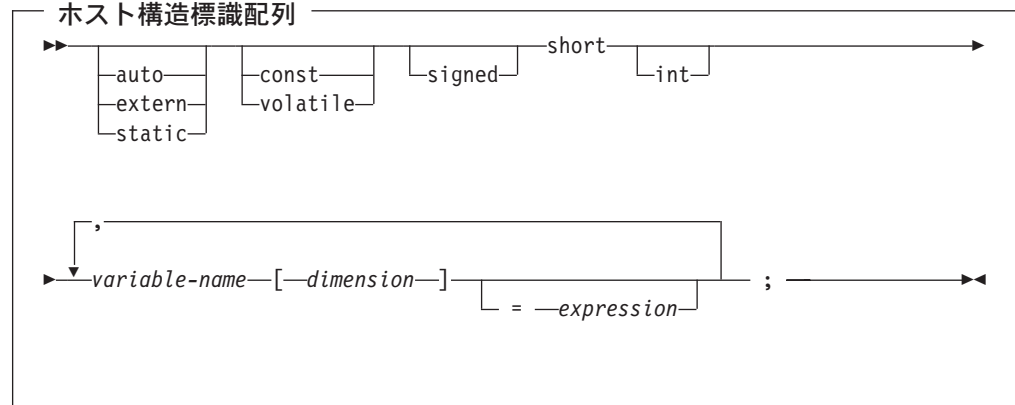 ホスト構造標識配列
short
auto const signed int
extern volatile
static
,
variable-name [ dimension ] ;
= expression